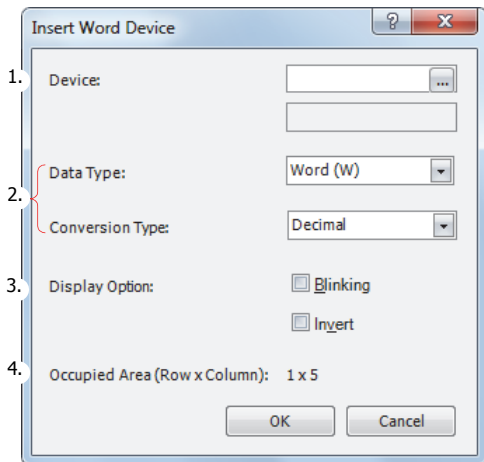 Insert Word Device
?
1. Device:
...
2.
Data Type: Word (W)
Conversion Type: Decimal
3. Display Option: Blinking
Invert
4. Occupied Area (Row x Column): 1 x 5
OK Cancel